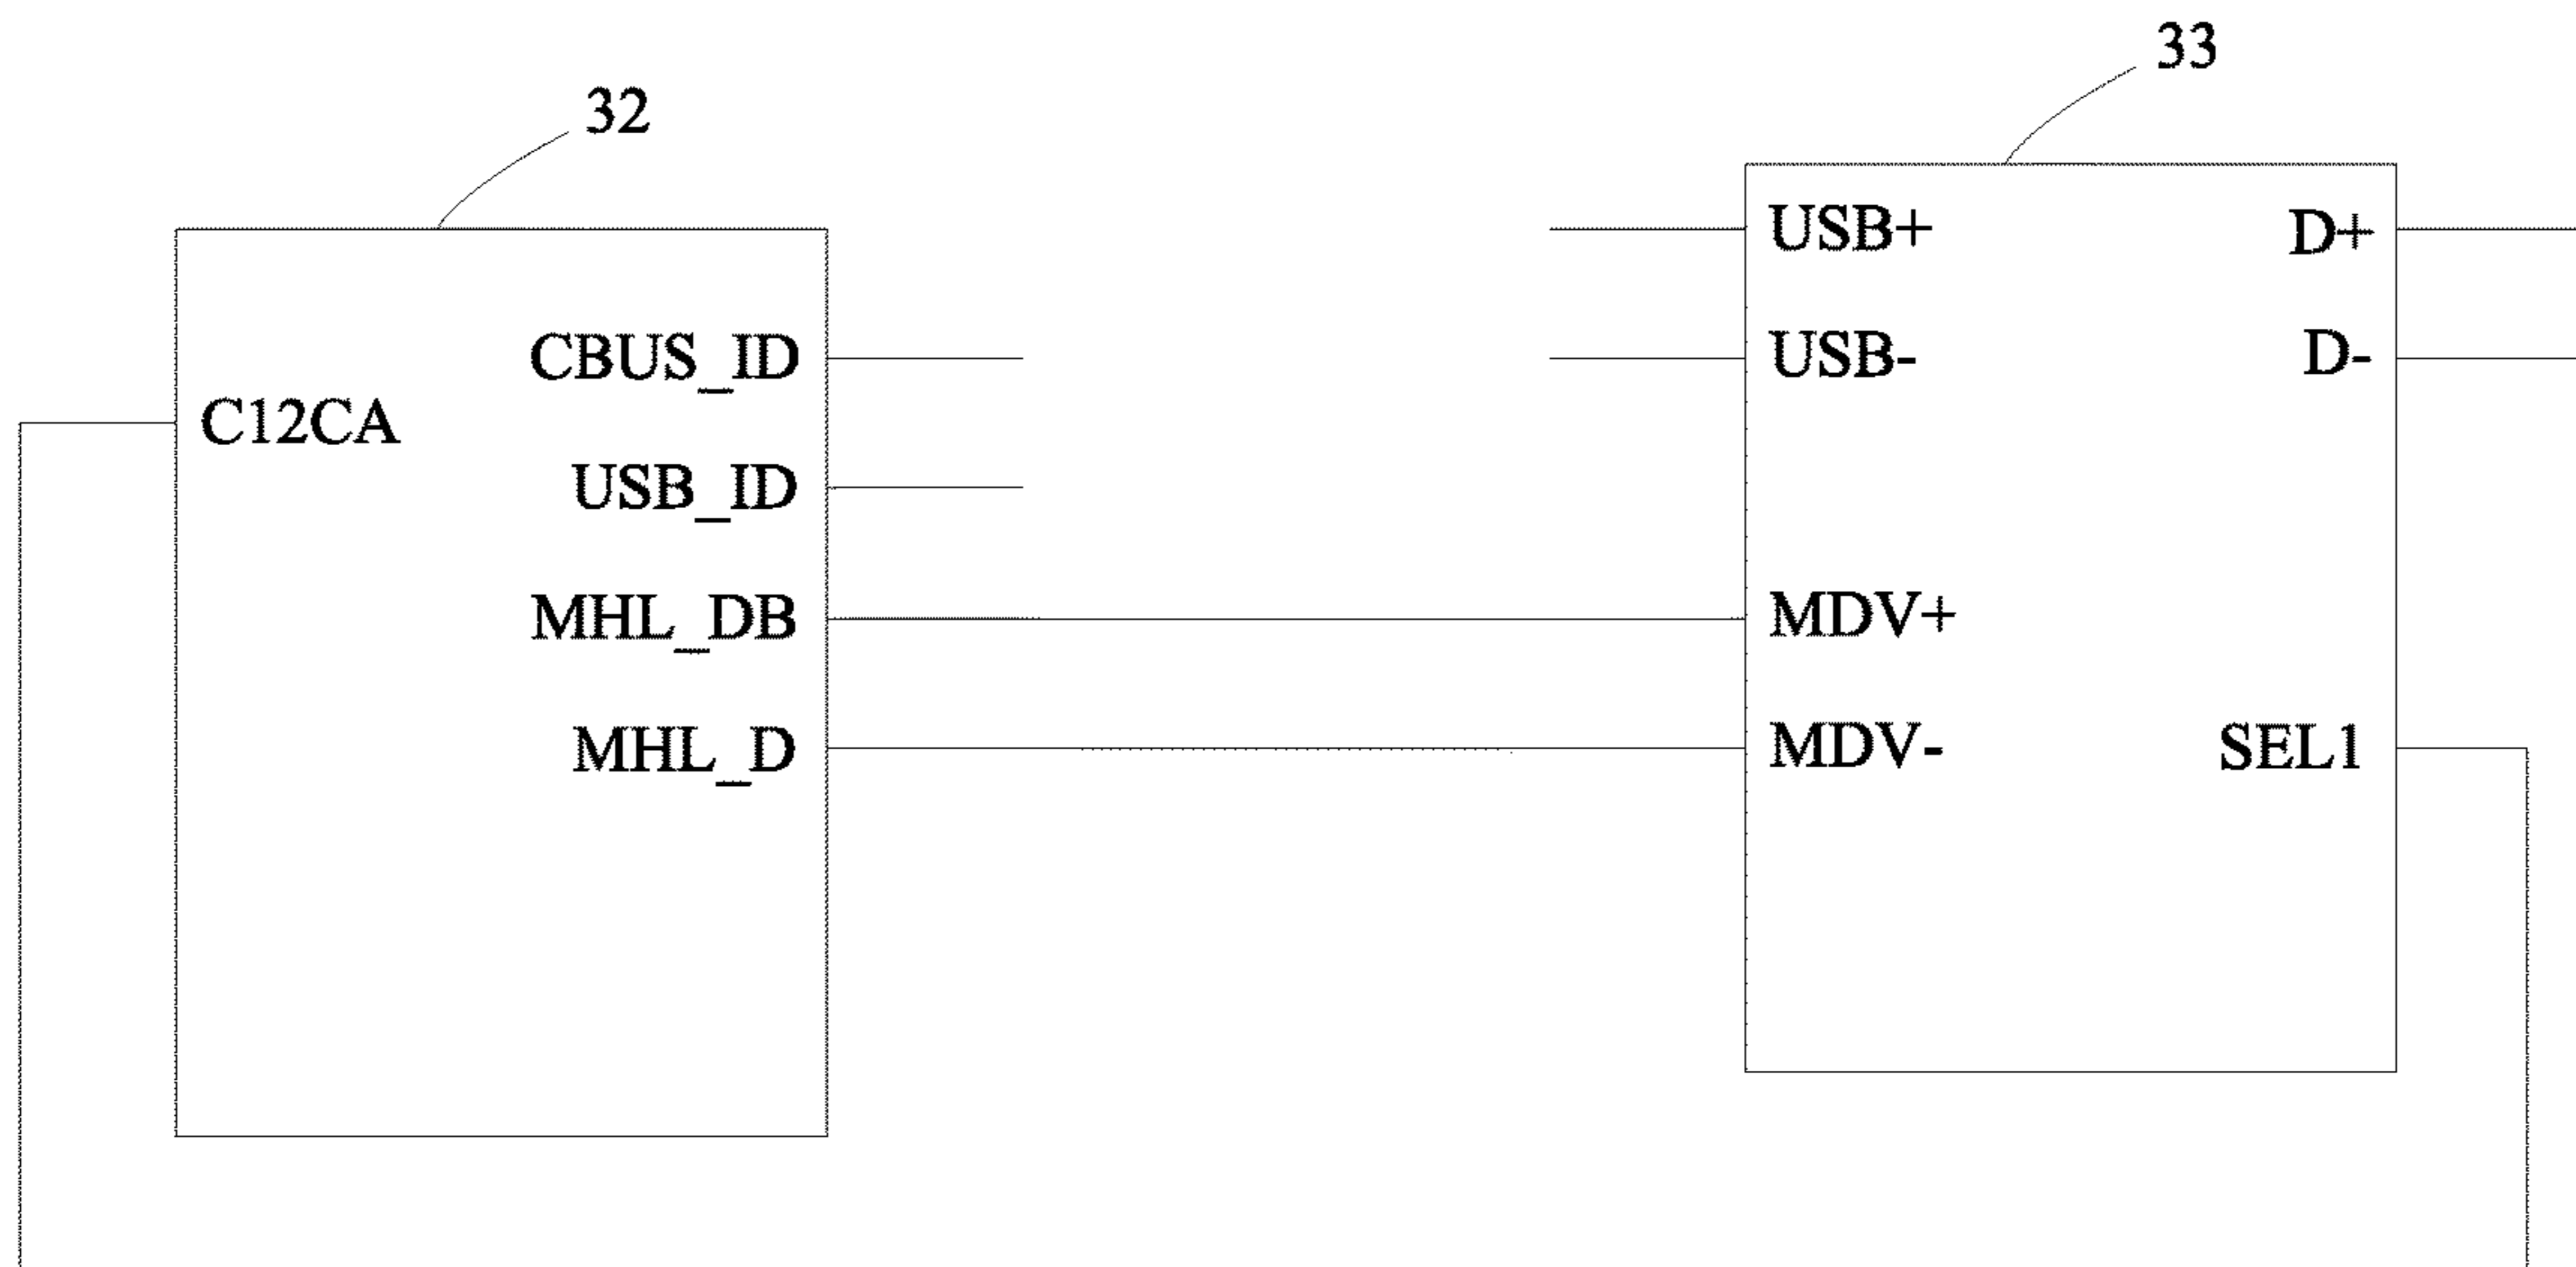 33
32
USB+ D+
CBUS_ID USB- D-
C12CA
USB_ID
MHL_DB MDV+
MHL_D MDV- SEL1